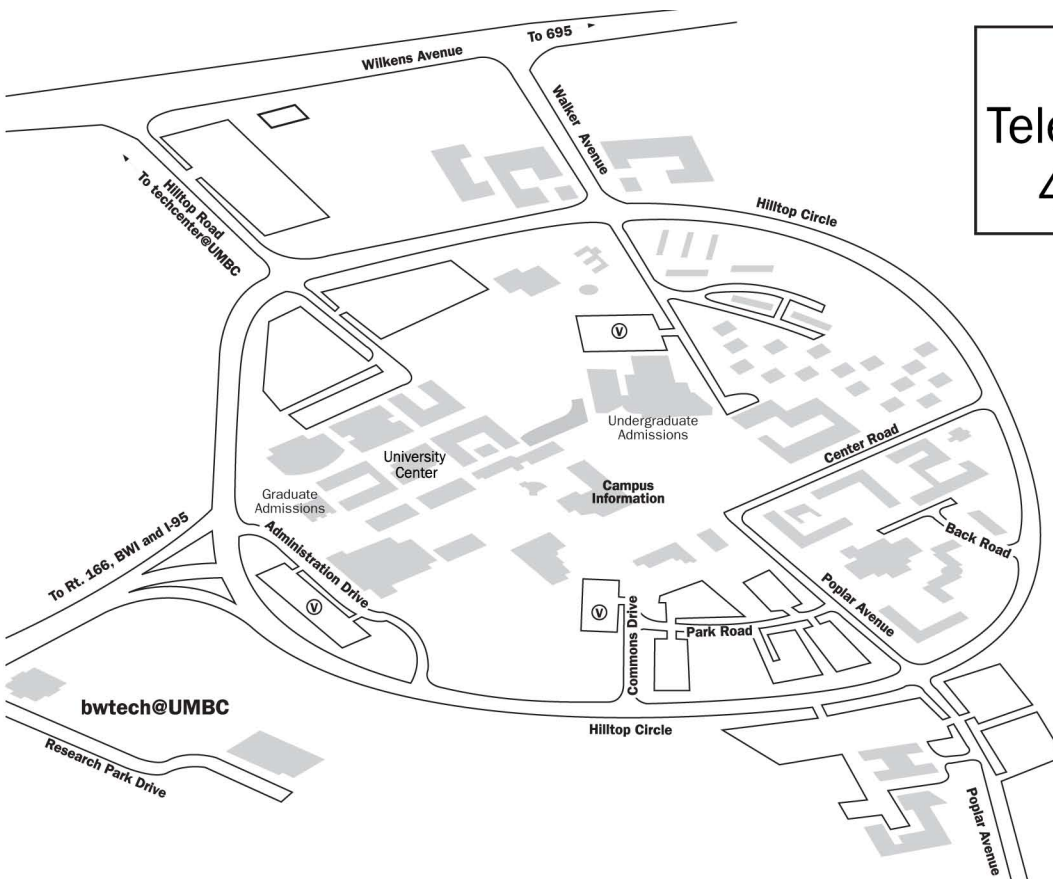 To 695
Wilkens Avenue
Walker Avenue
Tele
Hilltop Road
To techcenter@UMBC
Hilltop Circle
V
Undergraduate
Admissions
Center Road
University
Center
Campus
Information
Graduate
Admissions
To Rt. 166, BWI and I-95
Administration Drive
Back Road
V
V
Poplar Avenue
Commons Drive
Park Road
bwtech@UMBC
Hilltop Circle
Research Park Drive
Poplar Avenue